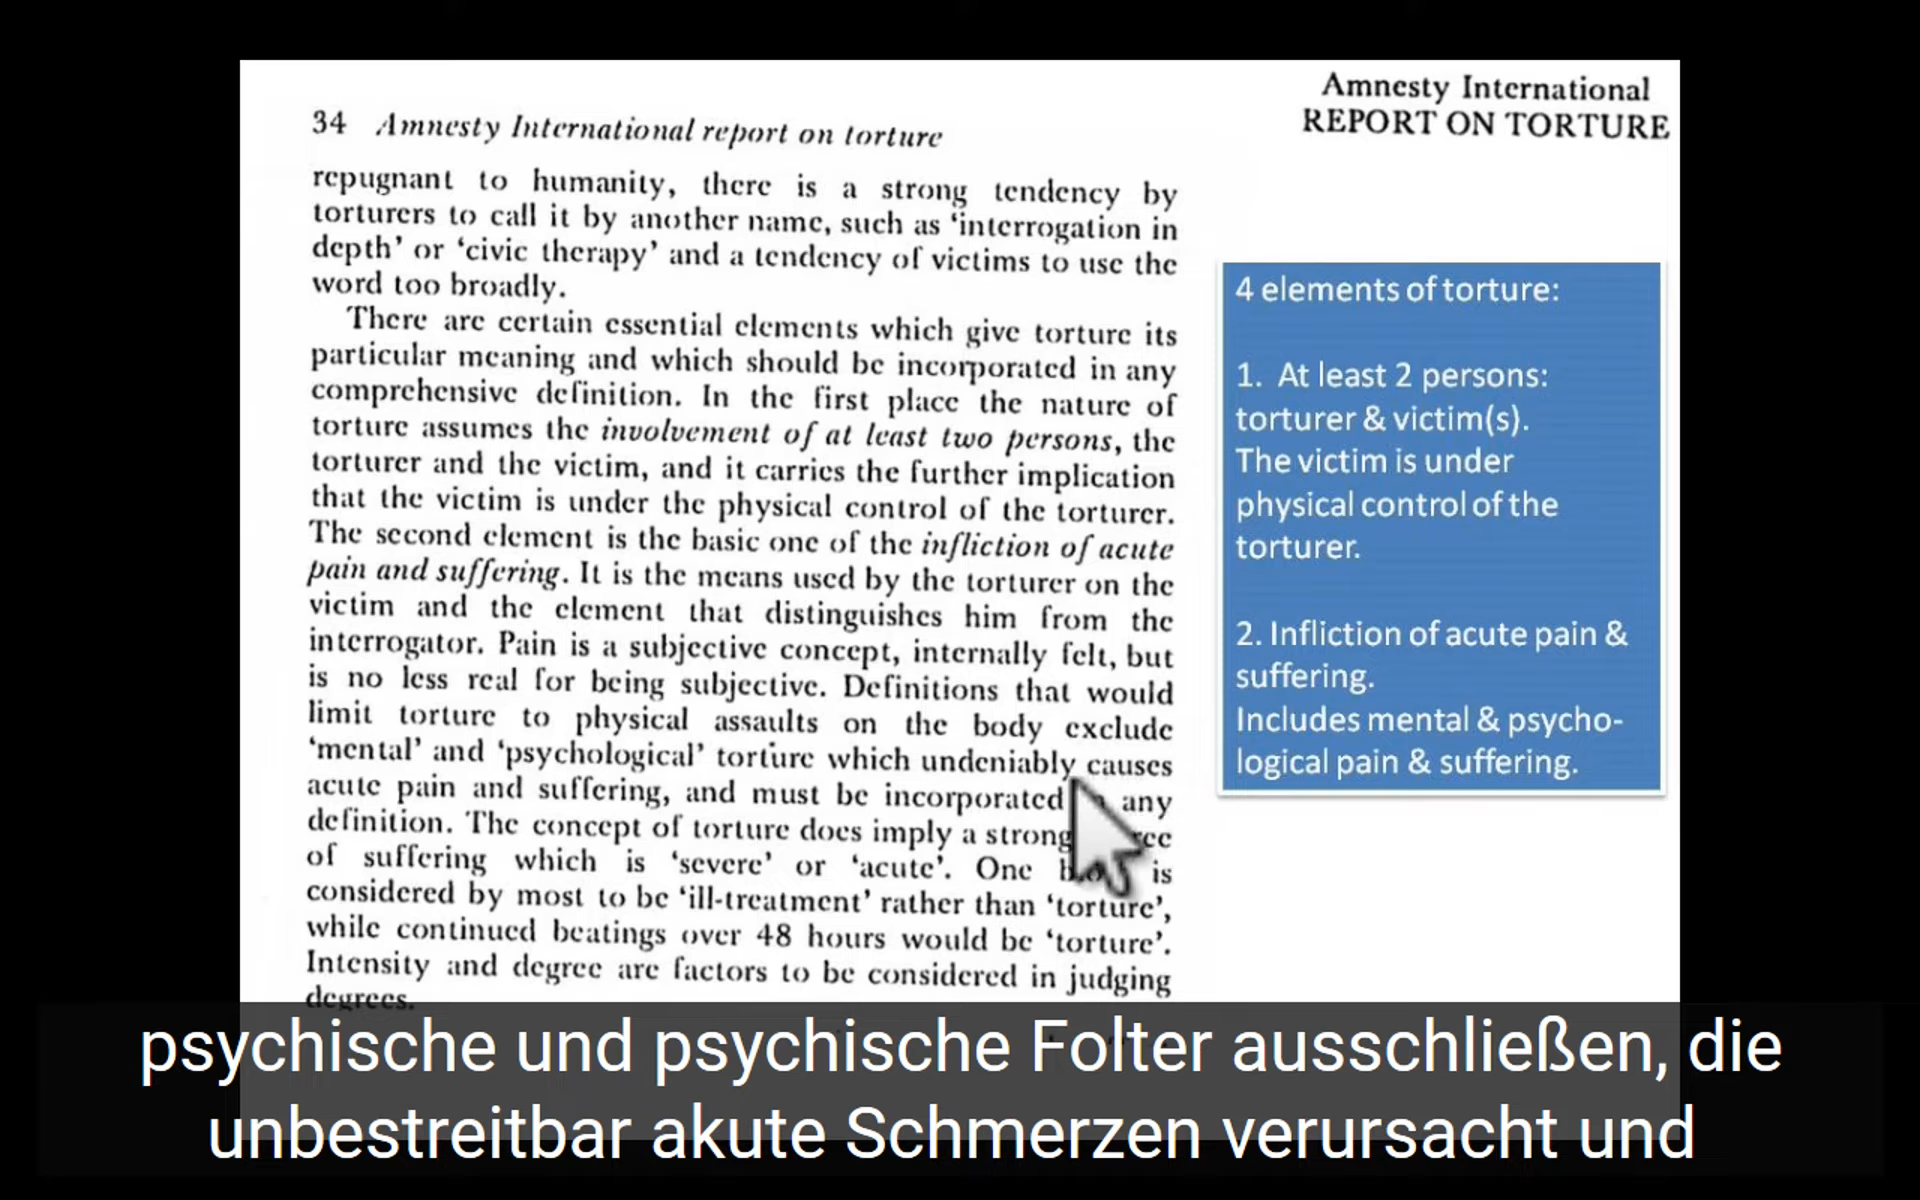 34 Amnesty International report on torture
repugnant to humanity, there is a strong tendency by
torturers to call it by another name, such as ‘interrogation in
depth’ or ‘civic therapy’ and a tendency of victims to use the
word too broadly.
There are certain essential elements which give torture its
particular meaning and which should be incorporated in any
comprehensive definition. In the first place the nature of
torture assumes the involvement of at least two persons, the
torturer and the victim, and it carries the further implication
that the victim is under the physical control of the torturer.
The second element is the basic one of the infliction of acute
pain and suffering. It is the means used by the torturer on the
victim and the element that distinguishes him from the
interrogator. Pain is a subjective concept, internally felt, but
is no less real for being subjective. Definitions that would
limit torture to physical assaults on the body exclude
‘mental’ and ‘psychological’ torture which undeniably causes
acute pain and suffering, and must be incorporated any
definition. The concept of torture does imply a strong
of suffering which is ‘severe’ or ‘acute’. One is
considered by most to be ‘ill-treatment’ rather than ‘torture’,
while continued beatings over 48 hours would be ‘torture’.
Intensity and degree are factors to be considered in judging
degrees.
Amnesty International
REPORT ON TORTURE
4 elements of torture:
1. At least 2 persons:
torturer & victim(s).
The victim is under
physical control of the
torturer.
2. Infliction of acute pain &
suffering.
Includes mental & psycho-
logical pain & suffering.
psychische und psychische Folter ausschließen, die
unbestreitbar akute Schmerzen verursacht und